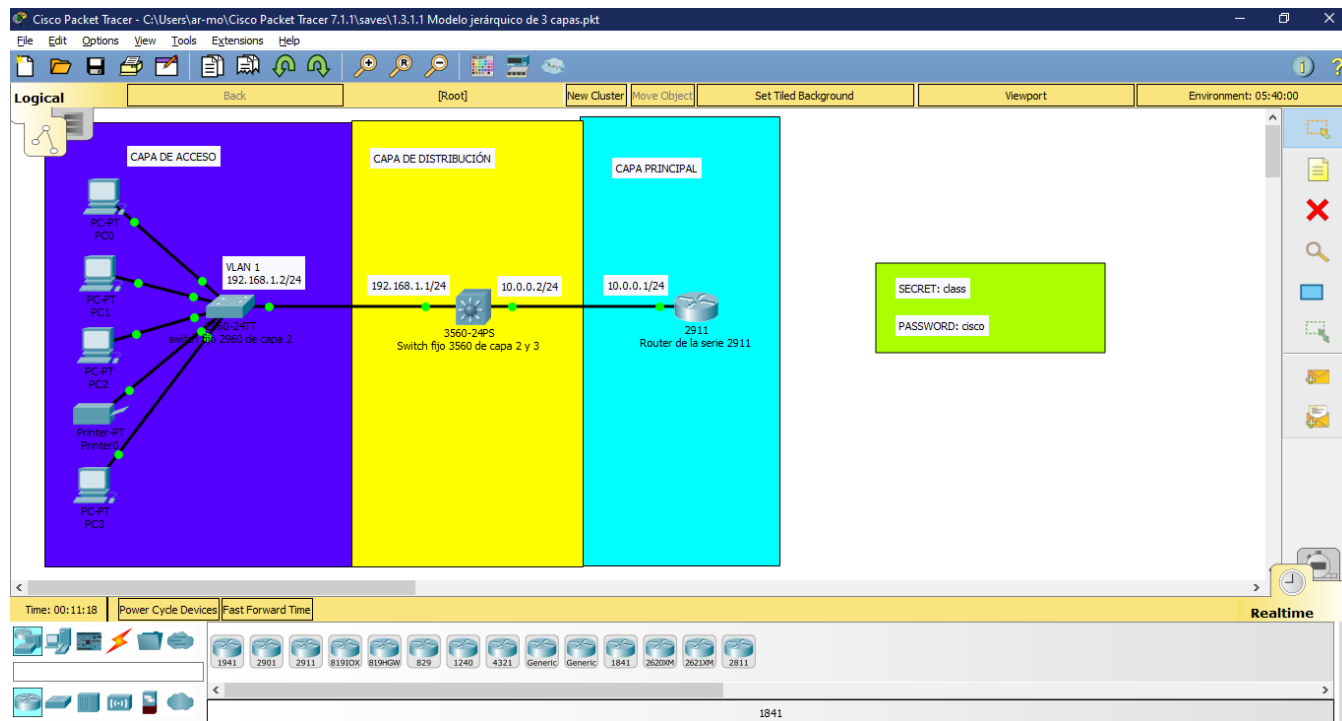 Cisco Packet Tracer - C:\Users\ar-mo\Cisco Packet Tracer 7.1.1\saves\1.3.1.1 Modelo jerárquico de 3 capas.pkt
File Edit Options View Tools Extensions Help
Logical Back [Root] New Cluster Move Object Set Tiled Background Viewport Environment: 05:40:00
CAPA DE ACCESO
CAPA DE DISTRIBUCIÓN
CAPA PRINCIPAL
PC-PT
PC0
VLAN 1
192.168.1.2/24
192.168.1.1/24
10.0.0.2/24
10.0.0.1/24
SECRET: class
PASSWORD: cisco
PC-PT
PC1
switch fijo 2960 de capa 2
3560-24PS
Switch fijo 3560 de capa 2 y 3
2911
Router de la serie 2911
PC-PT
PC2
Printer-PT
Printer0
PC-PT
PC3
Time: 00:11:18 Power Cycle Devices Fast Forward Time
Realtime
1941 2901 2911 819IOX 819HGW 829 1240 4321 Generic Generic 1841 2620XM 2621XM 2811
1841